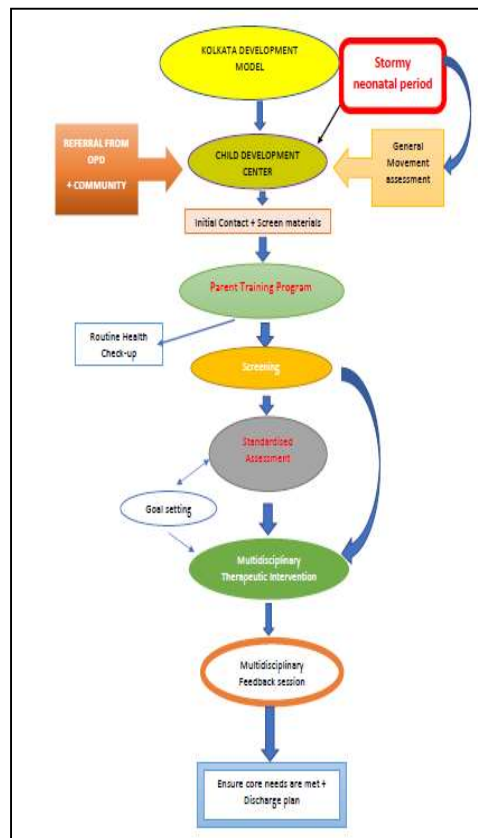 KOLKATA DEVELOPMENT
MODEL
Stormy
neonatal period
REFERRAL FROM
OPD
+ COMMUNITY
CHILD DEVELOPMENT
CENTER
General
Movement
assessment
Initial Contact + Screen materials
Parent Training Program
Routine Health
Check-up
Screening
Standardised
Assessment
Goal setting
Multidisciplinary
Therapeutic Intervention
Multidisciplinary
Feedback session
Ensure core needs are met +
Discharge plan